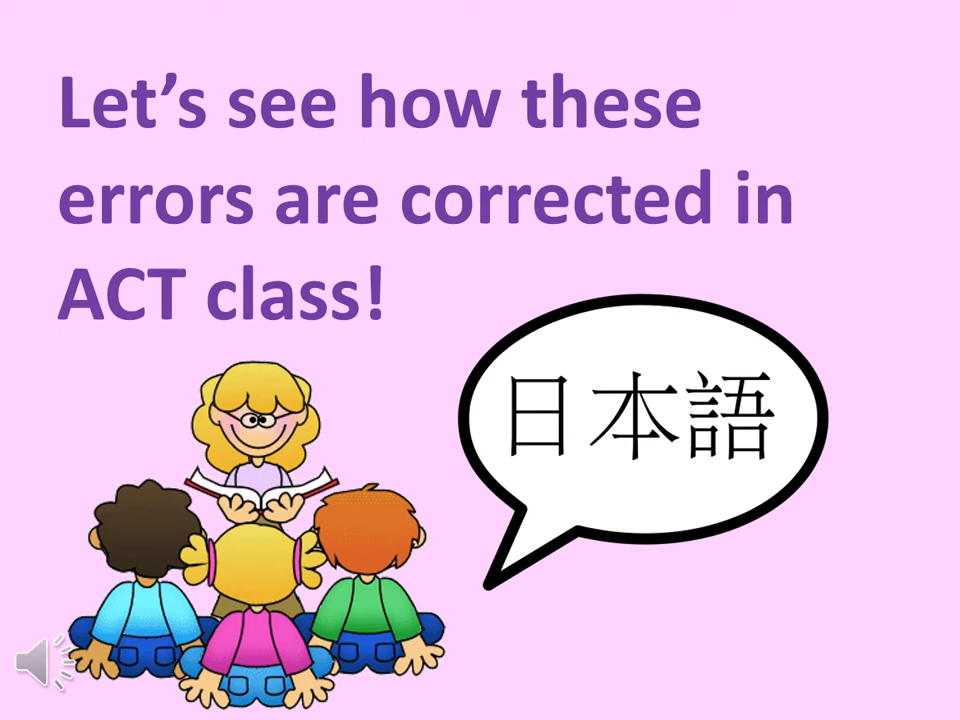 Let’s see how these
errors are corrected in
ACT class!
日本語